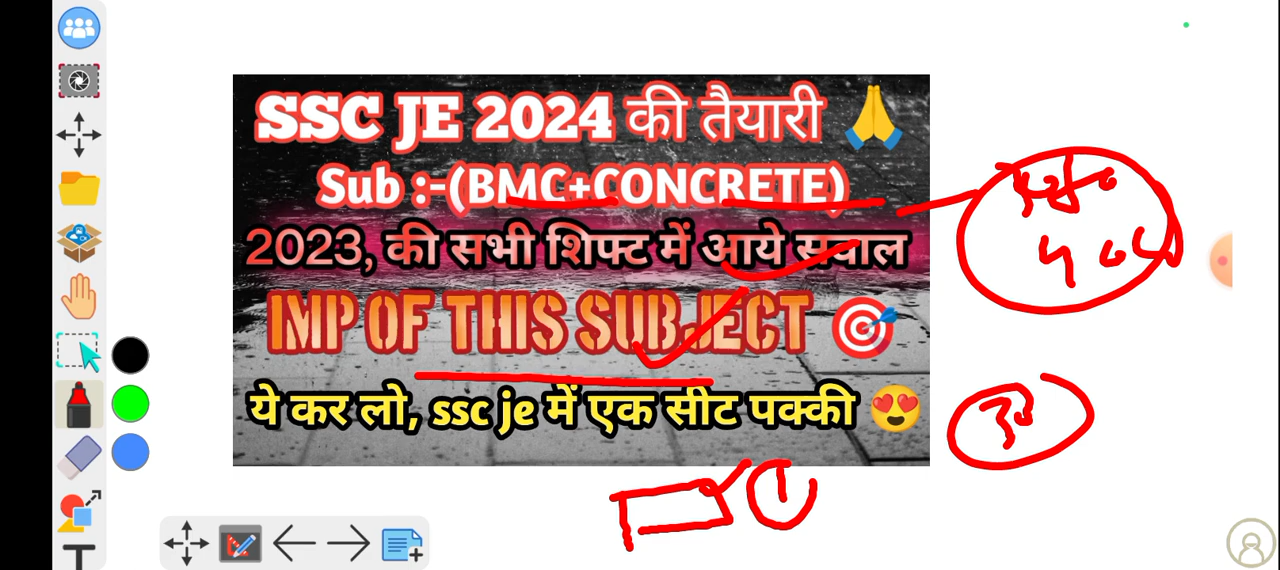 SSC JE 2024 की तैयारी 🙏
Sub :-(BMC+CONCRETE)
2023, की सभी शिफ्ट में आये सवाल
IMP OF THIS SUBJECT 🎯
ये कर लो, ssc je में एक सीट पक्की 😍
1
T